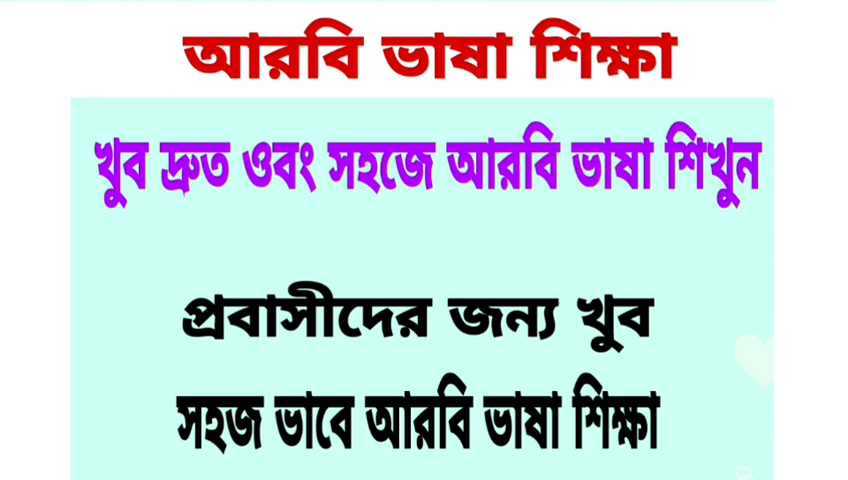 আরবি ভাষা শিক্ষা
খুব দ্রুত ওবং সহজে আরবি ভাষা শিখুন
প্রবাসীদের জন্য খুব
সহজ ভাবে আরবি ভাষা শিক্ষা